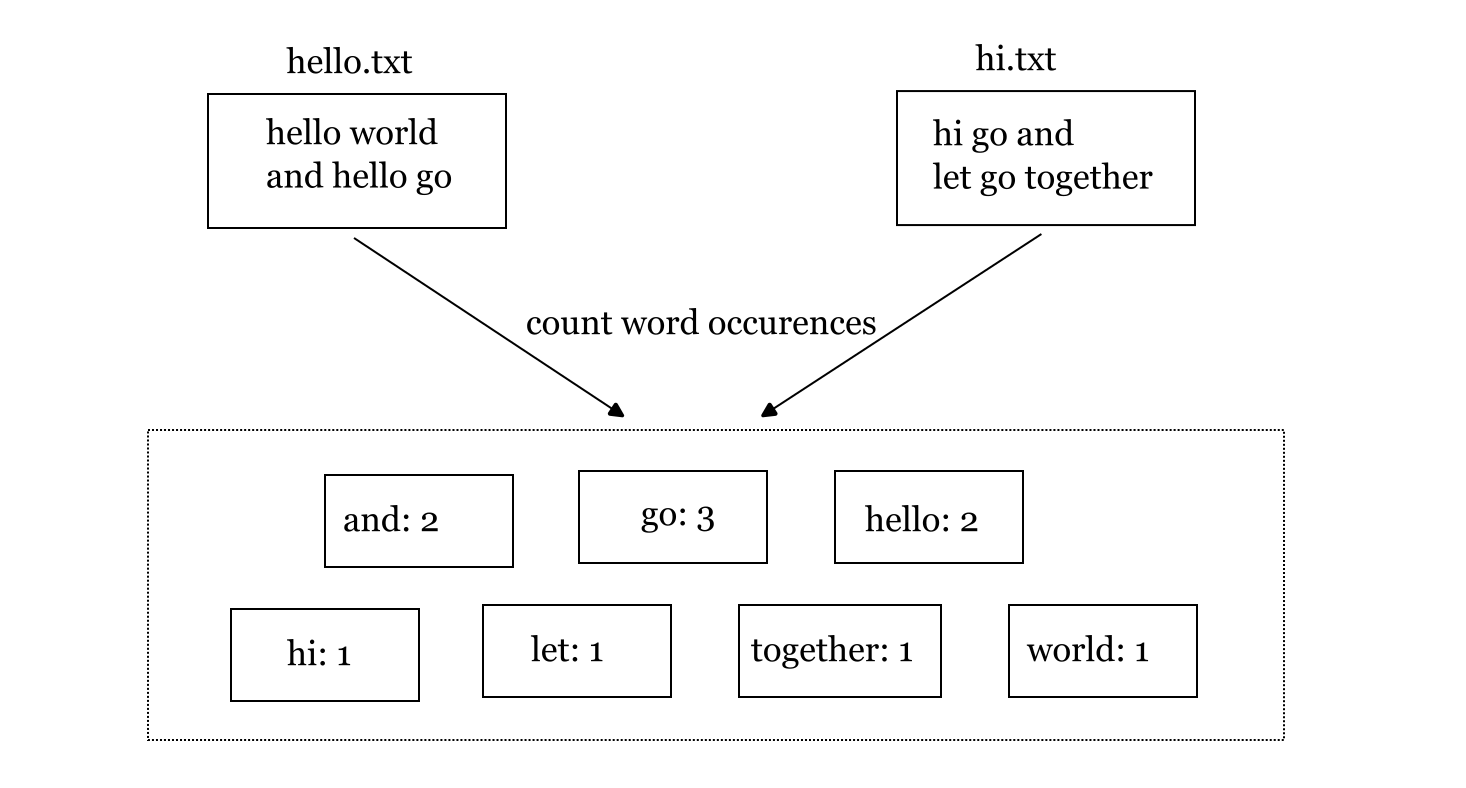 hello.txt
hello world
and hello go
hi.txt
hi go and
let go together
count word occurences
and: 2
go: 3
hello: 2
hi: 1
let: 1
together: 1
world: 1